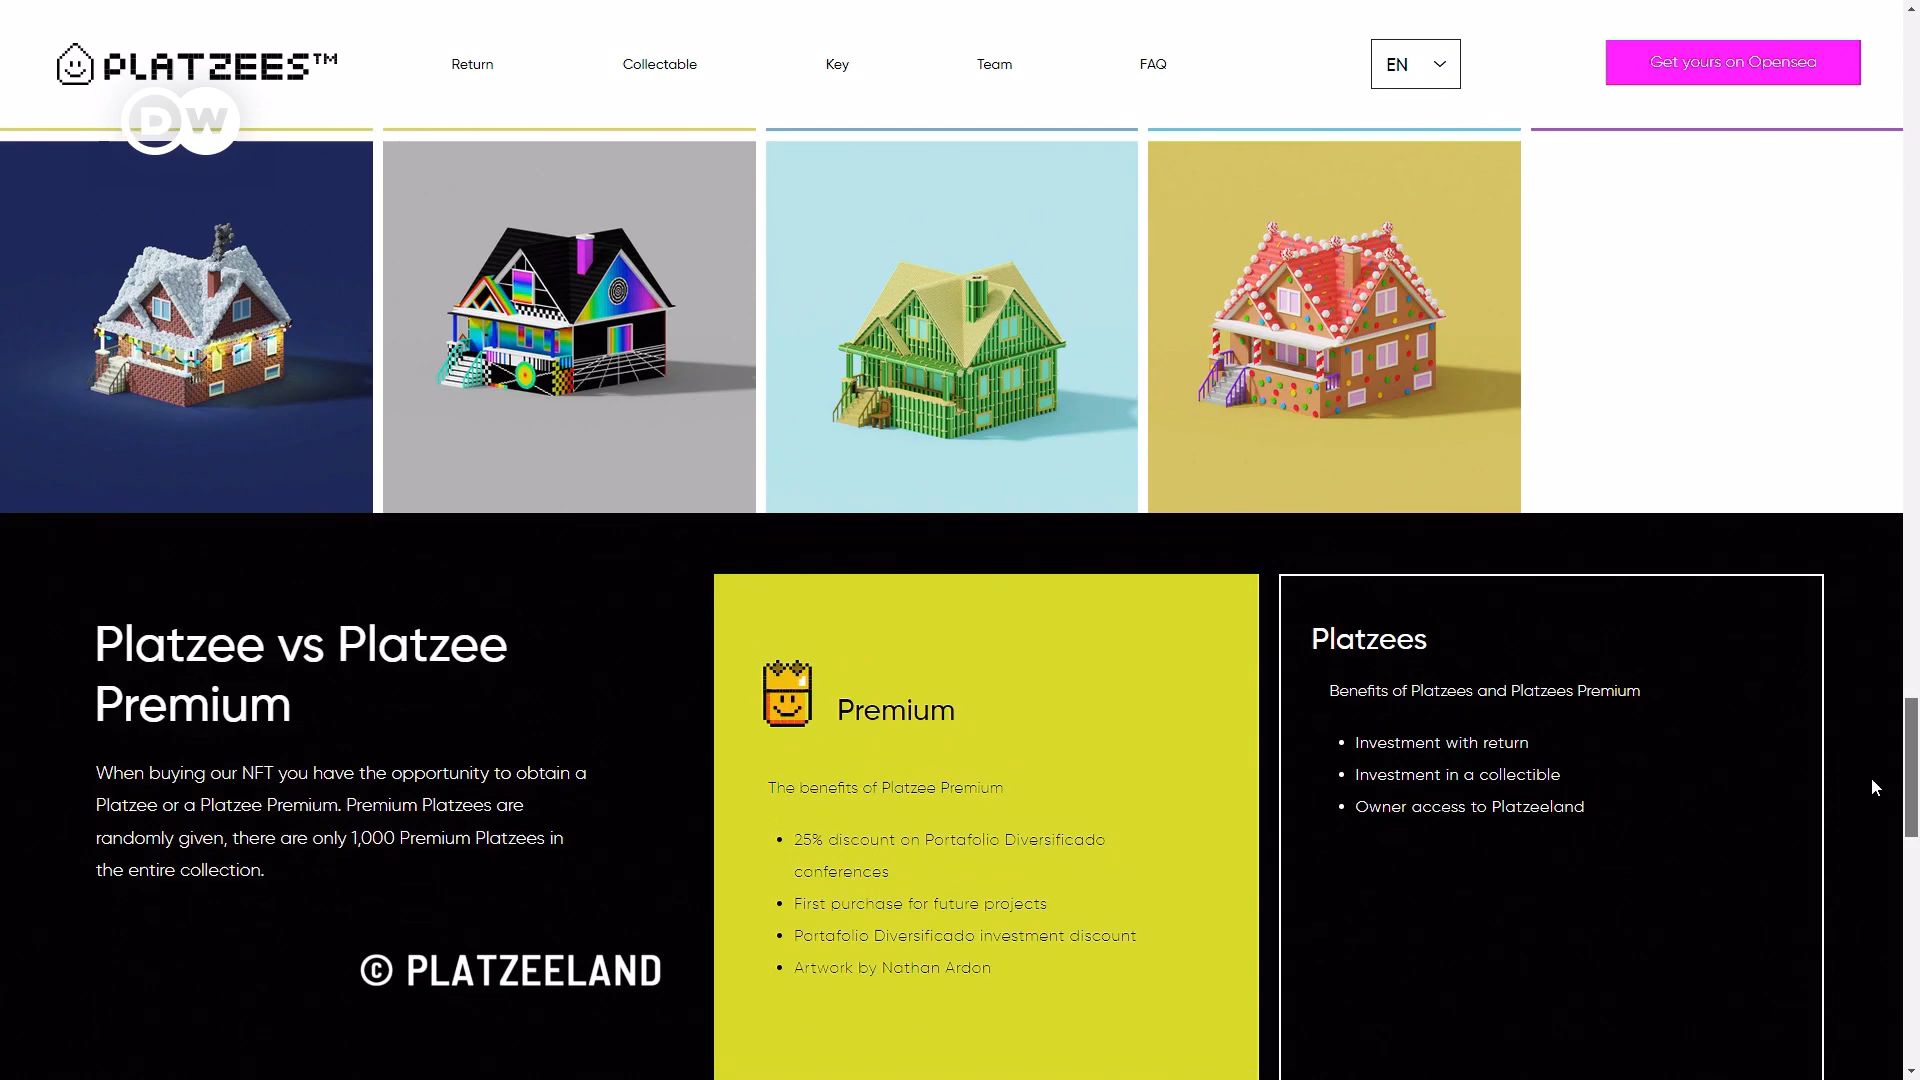 PLATZEES™
Return
Collectable
Key
Team
FAQ
EN
Get yours on Opensea
DW
Platzee vs Platzee
Premium
When buying our NFT you have the opportunity to obtain a
Platzee or a Platzee Premium. Premium Platzees are
randomly given, there are only 1,000 Premium Platzees in
the entire collection.
© PLATZEELAND
Premium
The benefits of Platzee Premium
• 25% discount on Portafolio Diversificado
conferences
• First purchase for future projects
• Portafolio Diversificado investment discount
• Artwork by Nathan Ardon
Platzees
Benefits of Platzees and Platzees Premium
• Investment with return
• Investment in a collectible
• Owner access to Platzeeland